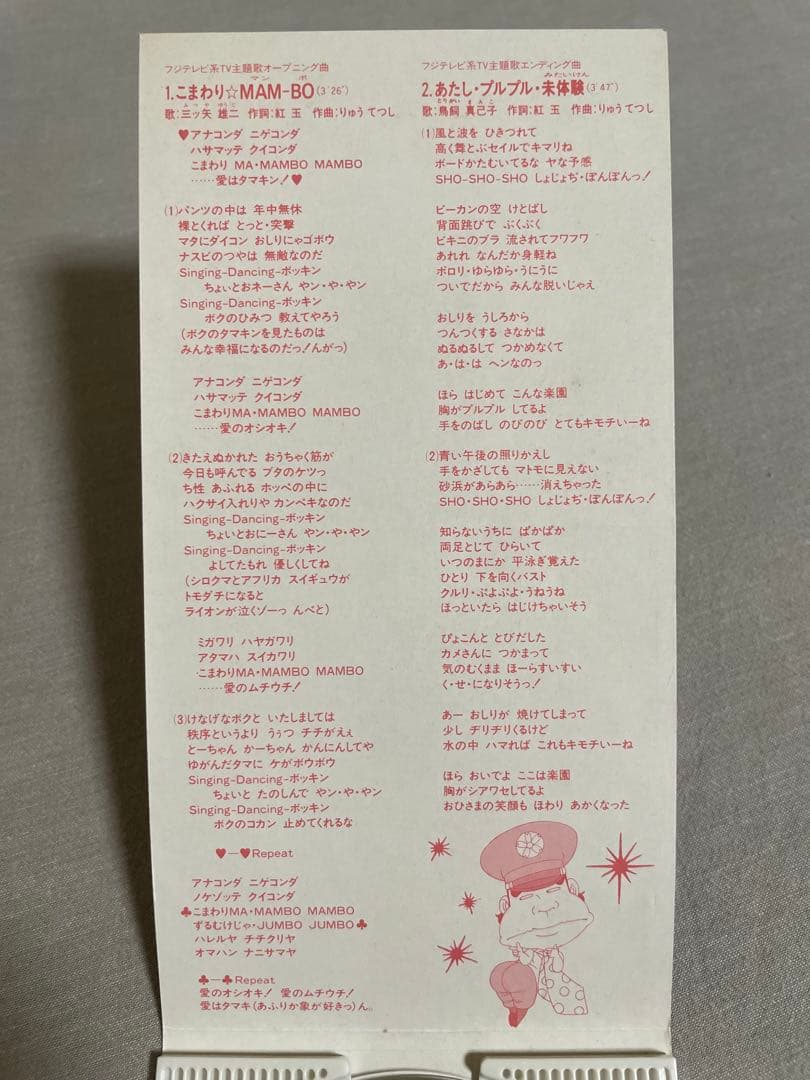 フジテレビ系TV主題歌オープニング曲
マン ボ
1.こまわり☆MAM-BO(3´26˝)
みつ や ゆうじ
歌:三ッ矢 雄二 作詞:紅 玉 作曲:りゅう てつし
♥アナコンダ ニゲコンダ
ハサマッテ クイコンダ
こまわり MA・MAMBO MAMBO
……愛はタマキン!♥
(1)パンツの中は 年中無休
裸とくれば とっと・突撃
マタにダイコン おしりにゃゴボウ
ナスビのつやは 無敵なのだ
Singing-Dancing-ボッキン
ちょいとおネーさん ヤン・ヤ・ヤン
Singing-Dancing-ボッキン
ボクのひみつ 教えてやろう
(ボクのタマキンを見たものは
みんな幸福になるのだっ!んがっ)
アナコンダ ニゲコンダ
ハサマッテ クイコンダ
こまわりMA・MAMBO MAMBO
……愛のオシオキ!
(2)きたえぬかれた おうちゃく筋が
今日も呼んでる ブタのケツっ
ち性 あふれる ホッペの中に
ハクサイ入れりゃ カンペキなのだ
Singing-Dancing-ボッキン
ちょいとおにーさん ヤン・ヤ・ヤン
Singing-Dancing-ボッキン
よしてたもれ 優しくしてね
(シロクマとアフリカ スイギュウが
トモダチになると
ライオンが泣くゾーっ んべと)
ミガワリ ハヤガワリ
アタマハ スイカワリ
こまわりMA・MAMBO MAMBO
……愛のムチウチ!
(3)けなげなボクと いたしましては
秩序というより うぅつ チチがえぇ
とーちゃん かーちゃん かんにんしてや
ゆがんだタマに ケがボウボウ
Singing-Dancing-ボッキン
ちょいと たのしんで ヤン・ヤ・ヤン
Singing-Dancing-ボッキン
ボクのコカン 止めてくれるな
♥—♥Repeat
アナコンダ ニゲコンダ
ノケゾッテ クイコンダ
♣こまわりMA・MAMBO MAMBO
ずるむけじゃ・JUMBO JUMBO♣
ハレルヤ チチクリヤ
オマハン ナニサマヤ
♣—♣Repeat
愛のオシオキ! 愛のムチウチ!
愛はタマキ(あふりか象が好きっ)ん。
フジテレビ系TV主題歌エンディング曲
みたいけん
2.あたし・プルプル・未体験(3´47˝)
とりかい まみこ
歌:鳥飼 真己子 作詞:紅 玉 作曲:りゅう てつし
(1)風と波を ひきつれて
高く舞とぶセイルでキマリね
ボードかたむいてるな ヤな予感
SHO-SHO-SHO しょじょぢ・ぽんぽんっ!
ピーカンの空 けとばし
背面跳びで ぶくぶく
ビキニのブラ 流されてフワフワ
あれれ なんだか身軽ね
ポロリ・ゆらゆら・うにうに
ついでだから みんな脱いじゃえ
おしりを うしろから
つんつくする さなかは
ぬるぬるして つかめなくて
あ・は・は ヘンなのっ
ほら はじめて こんな楽園
胸がプルプル してるよ
手をのばし のびのび とてもキモチいーね
(2)青い午後の照りかえし
手をかざしても マトモに見えない
砂浜があらあら……消えちゃった
SHO・SHO・SHO しょじょぢ・ぽんぽんっ!
知らないうちに ぱかぱか
両足とじて ひらいて
いつのまにか 平泳ぎ覚えた
ひとり 下を向くバスト
クルリ・ぷよぷよ・うねうね
ほっといたら はじけちゃいそう
ぴょこんと とびだした
カメさんに つかまって
気のむくまま ほーらすいすい
く・せ・になりそうっ!
あー おしりが 焼けてしまって
少し ヂリヂリくるけど
水の中 ハマれば これもキモチいーね
ほら おいでよ ここは楽園
胸がシアワセしてるよ
おひさまの笑顔も ほわり あかくなった